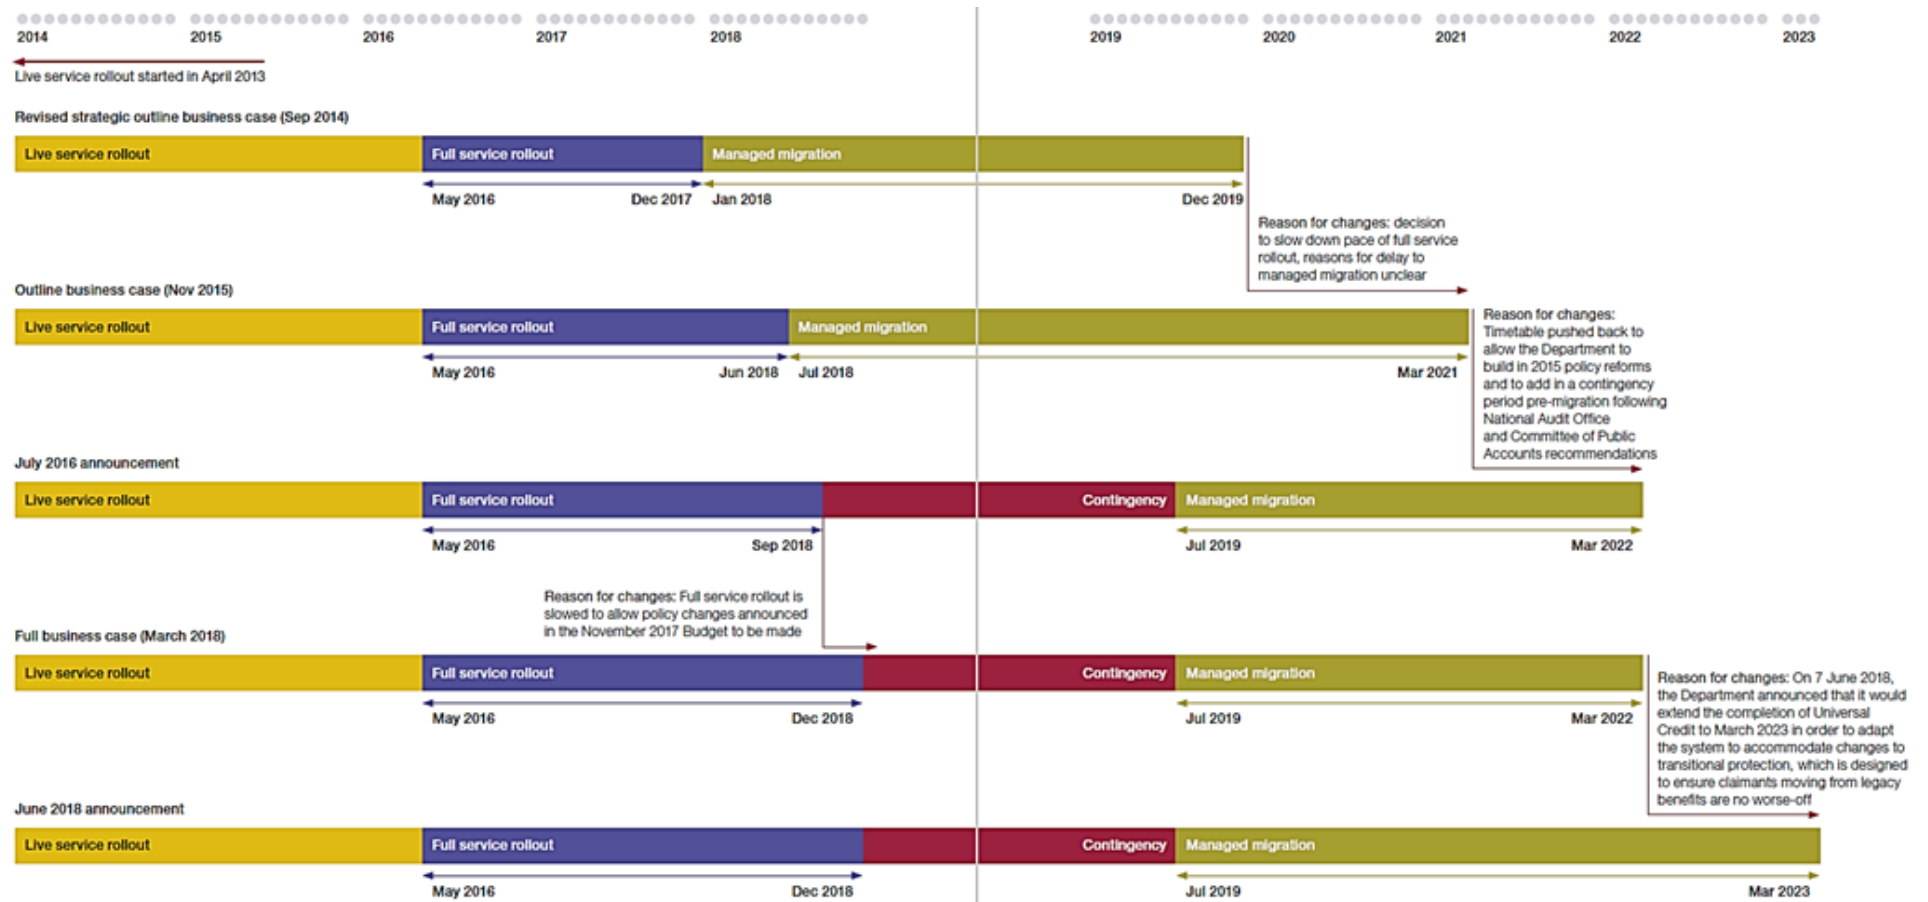 2014 2015 2016 2017 2018 2019 2020 2021 2022 2023
Live service rollout started in April 2013
Revised strategic outline business case (Sep 2014)
Live service rollout Full service rollout Managed migration
May 2016 Dec 2017 Jan 2018 Dec 2019
Reason for changes: decision
to slow down pace of full service
rollout, reasons for delay to
managed migration unclear
Outline business case (Nov 2015)
Live service rollout Full service rollout Managed migration
May 2016 Jun 2018 Jul 2018 Mar 2021
Reason for changes:
Timetable pushed back to
allow the Department to
build in 2015 policy reforms
and to add in a contingency
period pre-migration following
National Audit Office
and Committee of Public
Accounts recommendations
July 2016 announcement
Live service rollout Full service rollout Contingency Managed migration
May 2016 Sep 2018 Jul 2019 Mar 2022
Reason for changes: Full service rollout is
slowed to allow policy changes announced
in the November 2017 Budget to be made
Full business case (March 2018)
Live service rollout Full service rollout Contingency Managed migration
May 2016 Dec 2018 Jul 2019 Mar 2022
Reason for changes: On 7 June 2018,
the Department announced that it would
extend the completion of Universal
Credit to March 2023 in order to adapt
the system to accommodate changes to
transitional protection, which is designed
to ensure claimants moving from legacy
benefits are no worse-off
June 2018 announcement
Live service rollout Full service rollout Contingency Managed migration
May 2016 Dec 2018 Jul 2019 Mar 2023